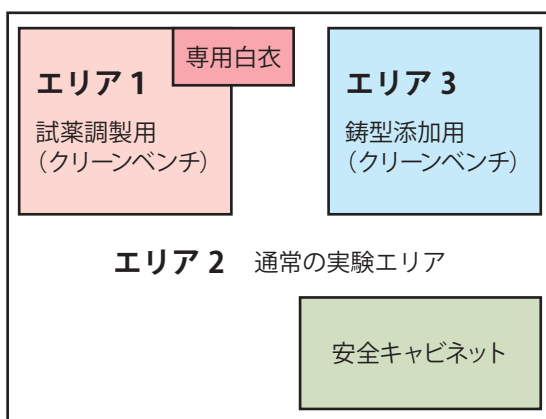 専用白衣
エリア 1
試薬調製用
（クリーンベンチ）
エリア 3
鋳型添加用
（クリーンベンチ）
エリア 2 通常の実験エリア
安全キャビネット